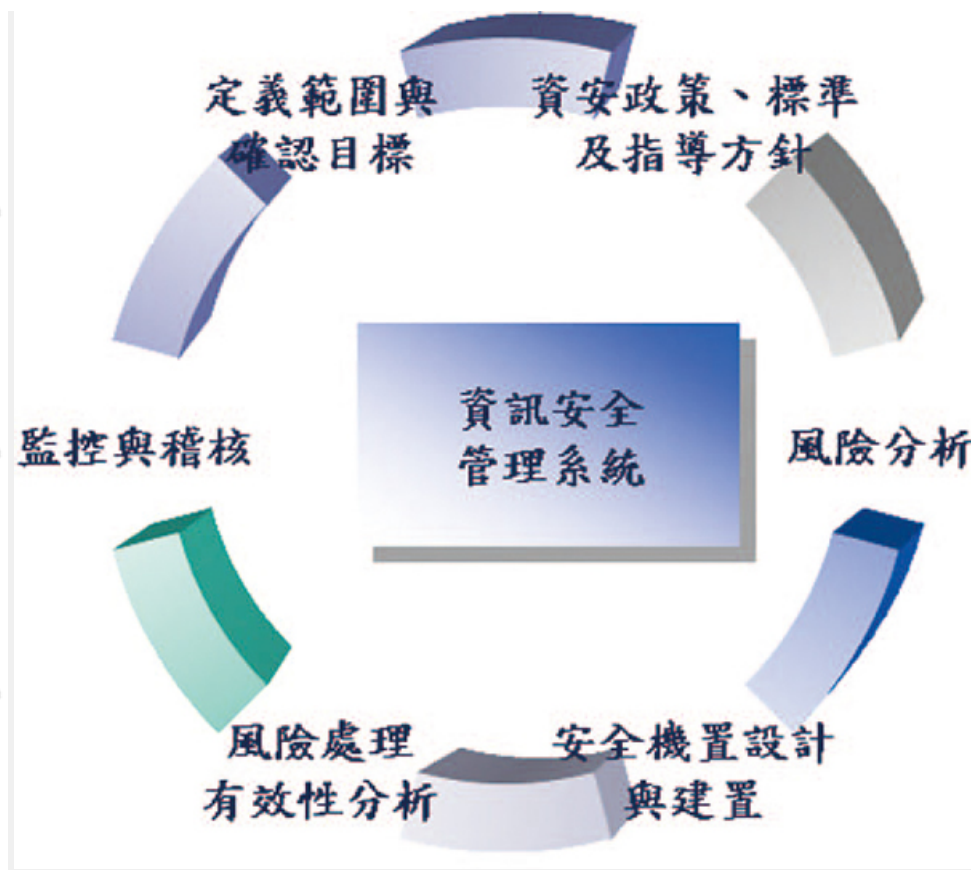 定義範圍與
確認目標
資安政策、標準
及指導方針
資訊安全
管理系統
監控與稽核
風險分析
風險處理
有效性分析
安全機置設計
與建置